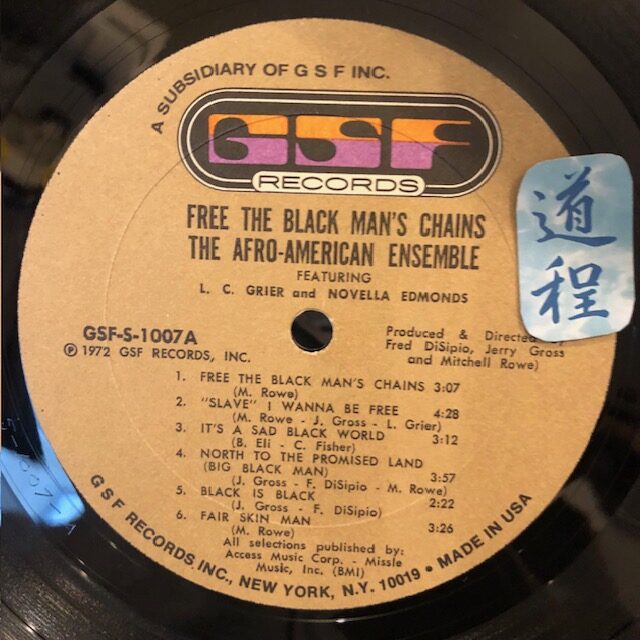 A SUBSIDIARY OF G S F INC.
GSF
RECORDS
FREE THE BLACK MAN'S CHAINS
THE AFRO-AMERICAN ENSEMBLE
FEATURING
L. C. GRIER and NOVELLA EDMONDS
道程
GSF-S-1007A
℗ 1972 GSF RECORDS, INC.
Produced & Directed by
Fred DiSipio, Jerry Gross
and Mitchell Rowe)
1. FREE THE BLACK MAN'S CHAINS 3:07
(M. Rowe)
2. "SLAVE" I WANNA BE FREE 4:28
(M. Rowe - J. Gross - L. Grier)
3. IT'S A SAD BLACK WORLD 3:12
(B. Eli - C. Fisher)
4. NORTH TO THE PROMISED LAND
(BIG BLACK MAN) 3:57
(J. Gross - F. DiSipio - M. Rowe)
5. BLACK IS BLACK 2:22
(J. Gross - F. DiSipio)
6. FAIR SKIN MAN 3:26
(M. Rowe)
All selections published by:
Access Music Corp. - Missle
Music, Inc. (BMI)
G S F RECORDS, INC., NEW YORK, N.Y. 10019 • MADE IN USA